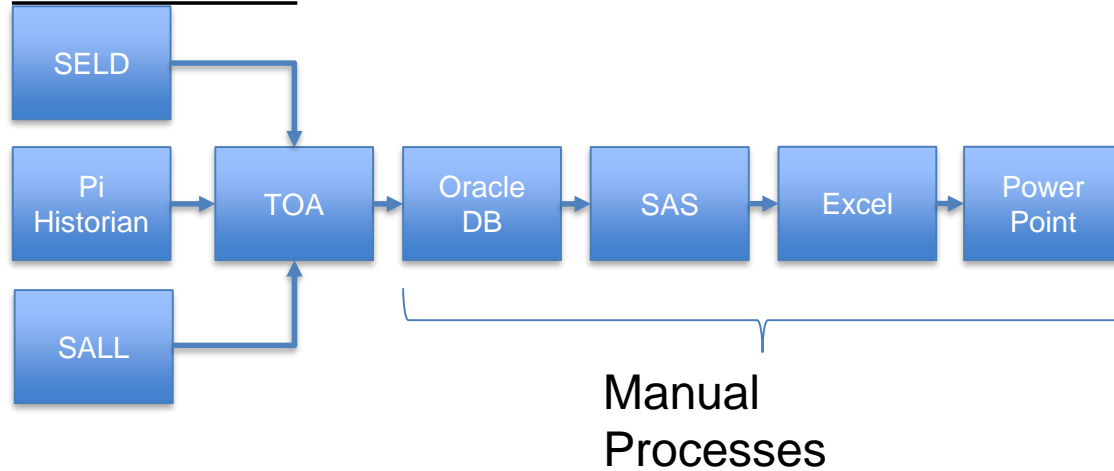 SELD
Pi
Historian
TOA
Oracle
DB
SAS
Excel
Power
Point
SALL
Manual
Processes